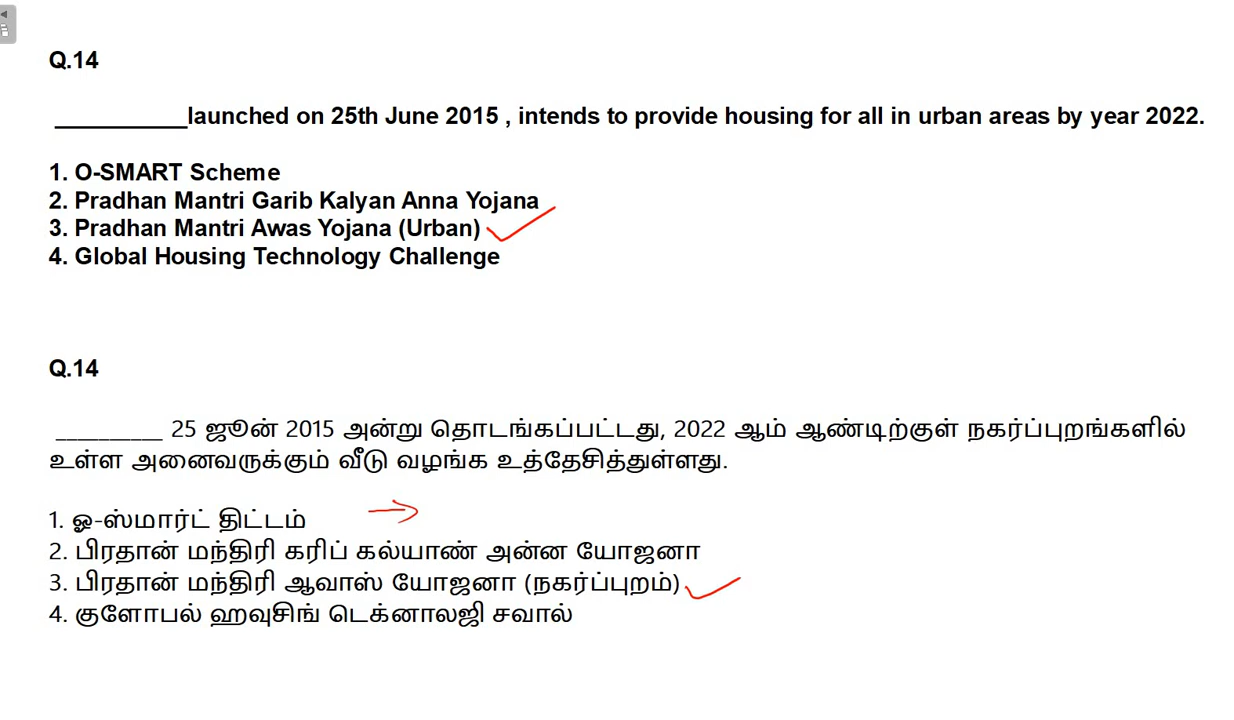 Q.14
__________launched on 25th June 2015 , intends to provide housing for all in urban areas by year 2022.
1. O-SMART Scheme
2. Pradhan Mantri Garib Kalyan Anna Yojana
3. Pradhan Mantri Awas Yojana (Urban)
4. Global Housing Technology Challenge
Q.14
__________ 25 ஜூன் 2015 அன்று தொடங்கப்பட்டது, 2022 ஆம் ஆண்டிற்குள் நகர்ப்புறங்களில்
உள்ள அனைவருக்கும் வீடு வழங்க உத்தேசித்துள்ளது.
1. ஓ-ஸ்மார்ட் திட்டம்
2. பிரதான் மந்திரி கரிப் கல்யாண் அன்ன யோஜனா
3. பிரதான் மந்திரி ஆவாஸ் யோஜனா (நகர்ப்புறம்)
4. குளோபல் ஹவுசிங் டெக்னாலஜி சவால்